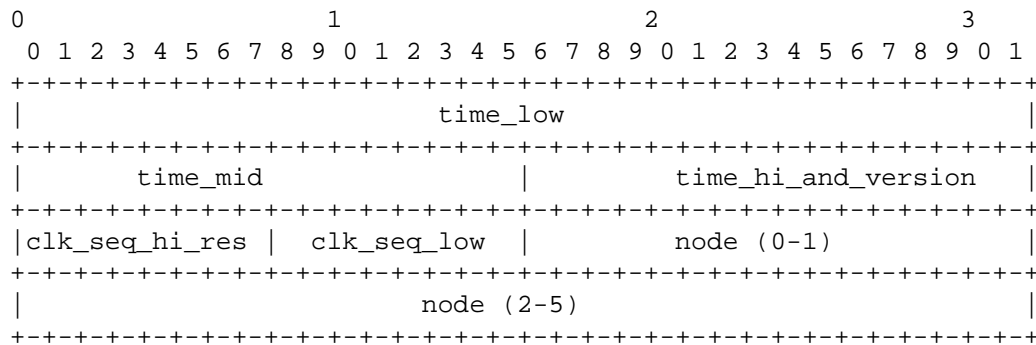 0                   1                   2                   3
 0 1 2 3 4 5 6 7 8 9 0 1 2 3 4 5 6 7 8 9 0 1 2 3 4 5 6 7 8 9 0 1
+-+-+-+-+-+-+-+-+-+-+-+-+-+-+-+-+-+-+-+-+-+-+-+-+-+-+-+-+-+-+-+-+
|                          time_low                             |
+-+-+-+-+-+-+-+-+-+-+-+-+-+-+-+-+-+-+-+-+-+-+-+-+-+-+-+-+-+-+-+-+
|       time_mid                |         time_hi_and_version   |
+-+-+-+-+-+-+-+-+-+-+-+-+-+-+-+-+-+-+-+-+-+-+-+-+-+-+-+-+-+-+-+-+
|clk_seq_hi_res |  clk_seq_low  |         node (0-1)            |
+-+-+-+-+-+-+-+-+-+-+-+-+-+-+-+-+-+-+-+-+-+-+-+-+-+-+-+-+-+-+-+-+
|                         node (2-5)                            |
+-+-+-+-+-+-+-+-+-+-+-+-+-+-+-+-+-+-+-+-+-+-+-+-+-+-+-+-+-+-+-+-+